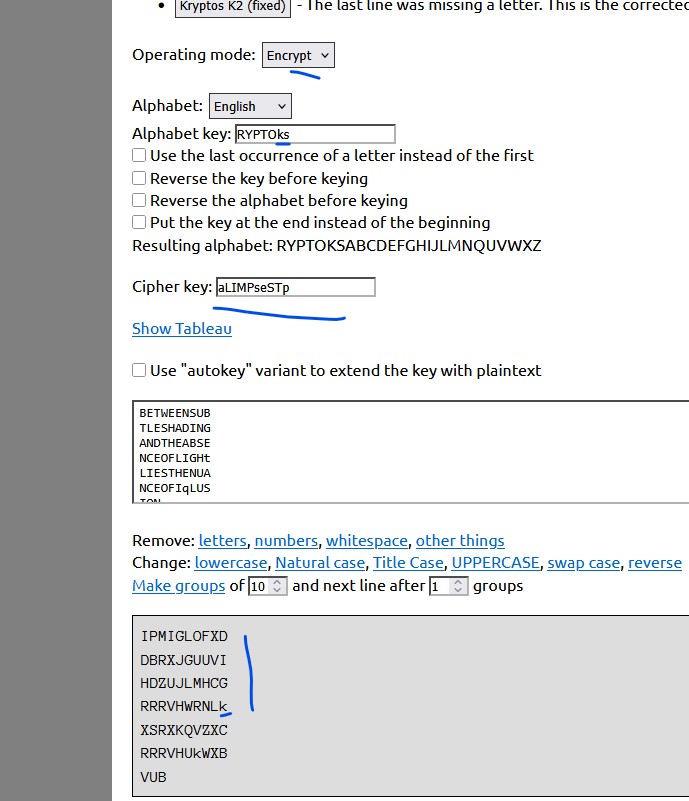 Kryptos K2 (fixed) - The last line was missing a letter. This is the corrected
Operating mode: Encrypt
Alphabet: English
Alphabet key: RYPTOks
Use the last occurrence of a letter instead of the first
Reverse the key before keying
Reverse the alphabet before keying
Put the key at the end instead of the beginning
Resulting alphabet: RYPTOKSABCDEFGHIJLMNQUVWXZ
Cipher key: aLIMPseSTp
Show Tableau
Use "autokey" variant to extend the key with plaintext
BETWEENSUB
TLESHADING
ANDTHEABSE
NCEOFLIGHt
LIESTHENUA
NCEOFIqLUS
ION
Remove: letters, numbers, whitespace, other things
Change: lowercase, Natural case, Title Case, UPPERCASE, swap case, reverse
Make groups of 10 and next line after 1 groups
IPMIGLOFXD
DBRXJGUUVI
HDZUJLMHCG
RRRVHWRNLk
XSRXKQVZXC
RRRVHUkWXB
VUB